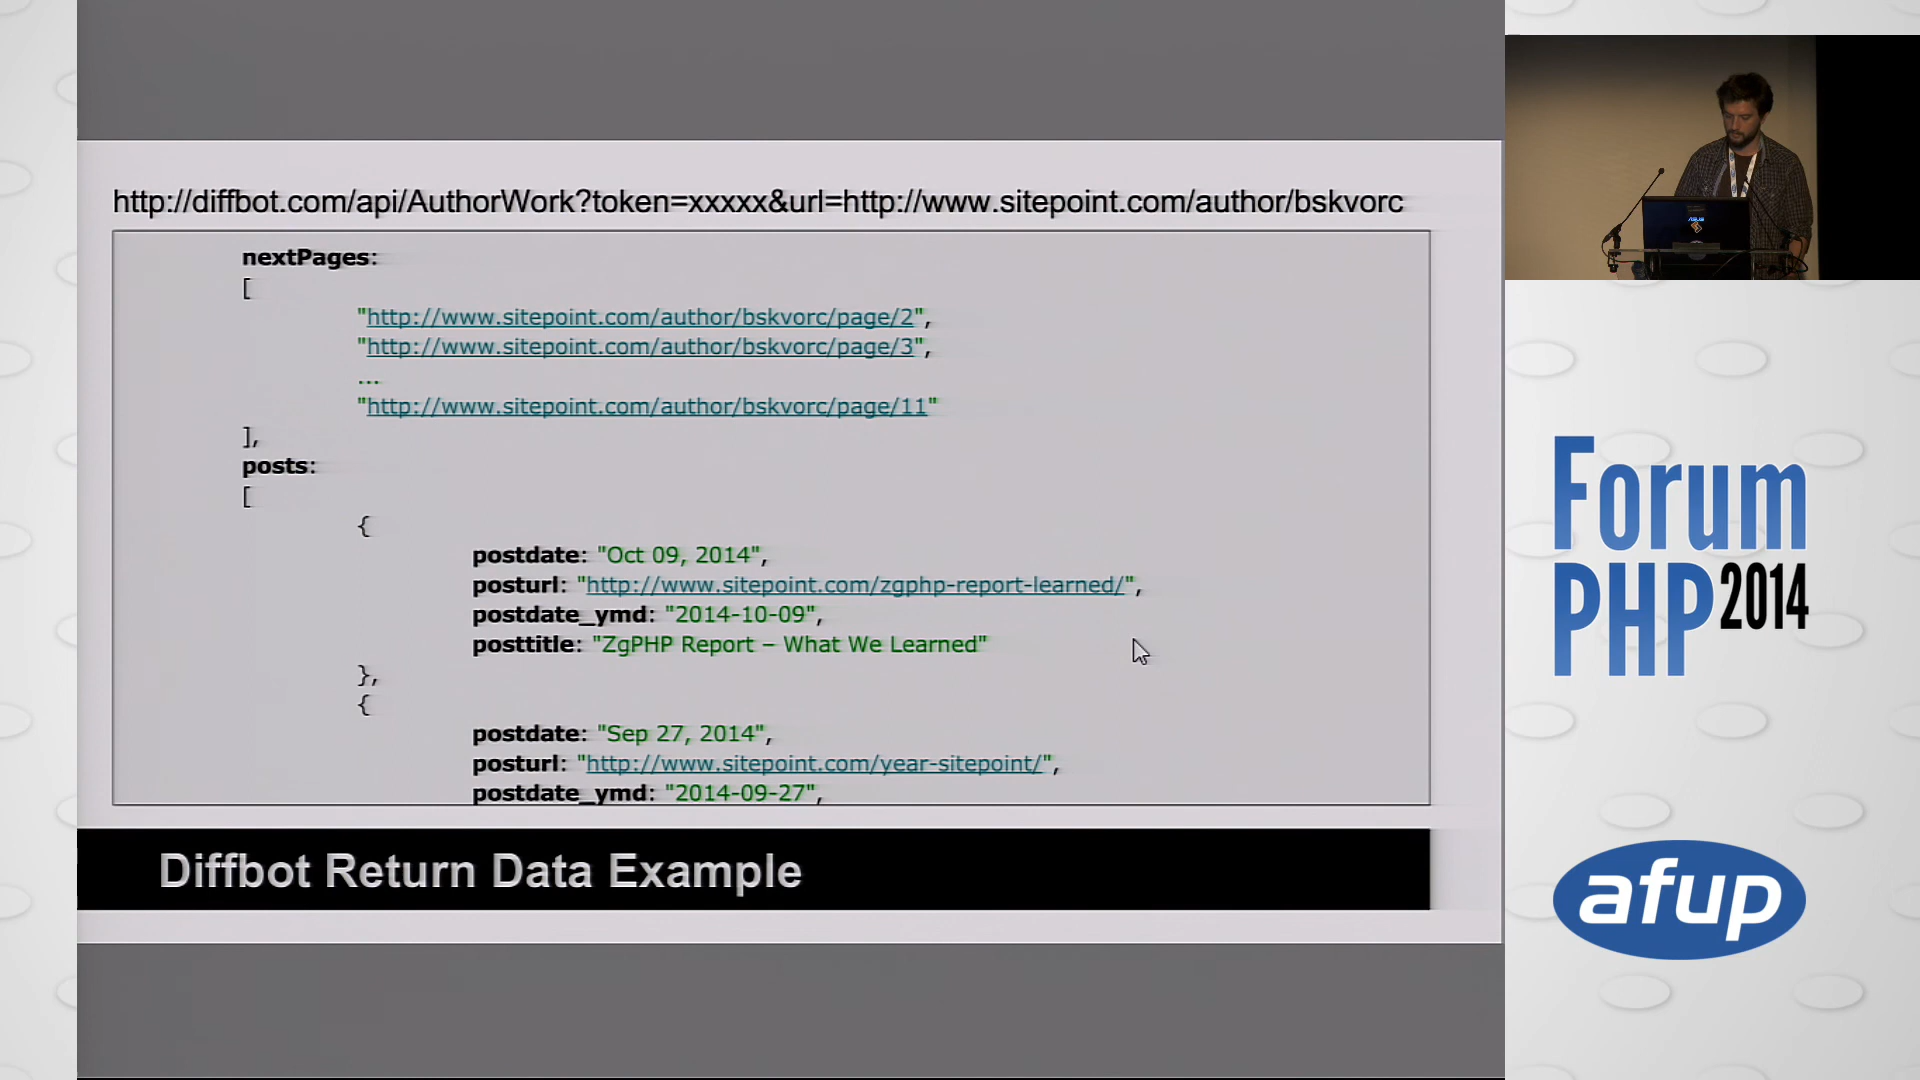 http://diffbot.com/api/AuthorWork?token=xxxxx&url=http://www.sitepoint.com/author/bskvorc
nextPages:
[
"http://www.sitepoint.com/author/bskvorc/page/2",
"http://www.sitepoint.com/author/bskvorc/page/3",
...
"http://www.sitepoint.com/author/bskvorc/page/11"
],
posts:
[
{
postdate: "Oct 09, 2014",
posturl: "http://www.sitepoint.com/zgphp-report-learned/",
postdate_ymd: "2014-10-09",
posttitle: "ZgPHP Report – What We Learned"
},
{
postdate: "Sep 27, 2014",
posturl: "http://www.sitepoint.com/year-sitepoint/",
postdate_ymd: "2014-09-27",
Diffbot Return Data Example
Forum
PHP 2014
afup